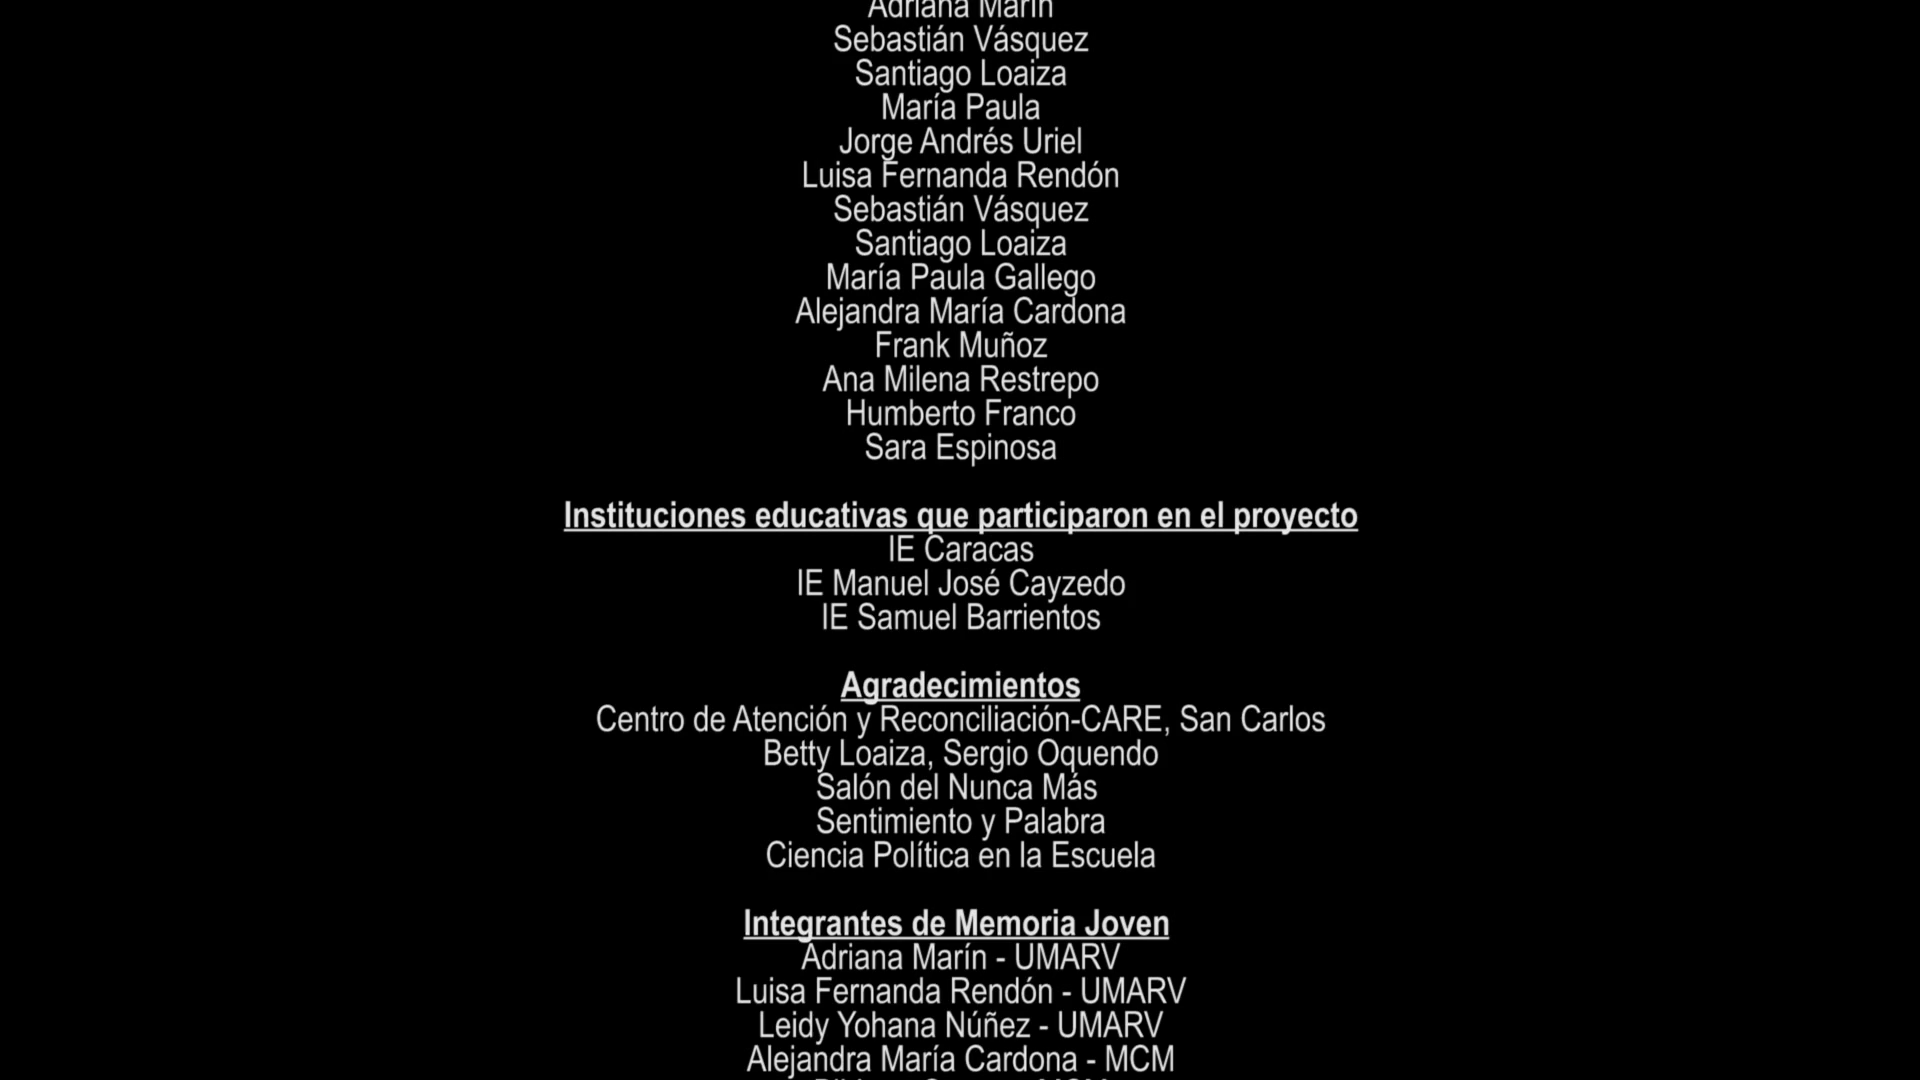 Adriana Marín
Sebastián Vásquez
Santiago Loaiza
María Paula
Jorge Andrés Uriel
Luisa Fernanda Rendón
Sebastián Vásquez
Santiago Loaiza
María Paula Gallego
Alejandra María Cardona
Frank Muñoz
Ana Milena Restrepo
Humberto Franco
Sara Espinosa
Instituciones educativas que participaron en el proyecto
IE Caracas
IE Manuel José Cayzedo
IE Samuel Barrientos
Agradecimientos
Centro de Atención y Reconciliación-CARE, San Carlos
Betty Loaiza, Sergio Oquendo
Salón del Nunca Más
Sentimiento y Palabra
Ciencia Política en la Escuela
Integrantes de Memoria Joven
Adriana Marín - UMARV
Luisa Fernanda Rendón - UMARV
Leidy Yohana Núñez - UMARV
Alejandra María Cardona - MCM